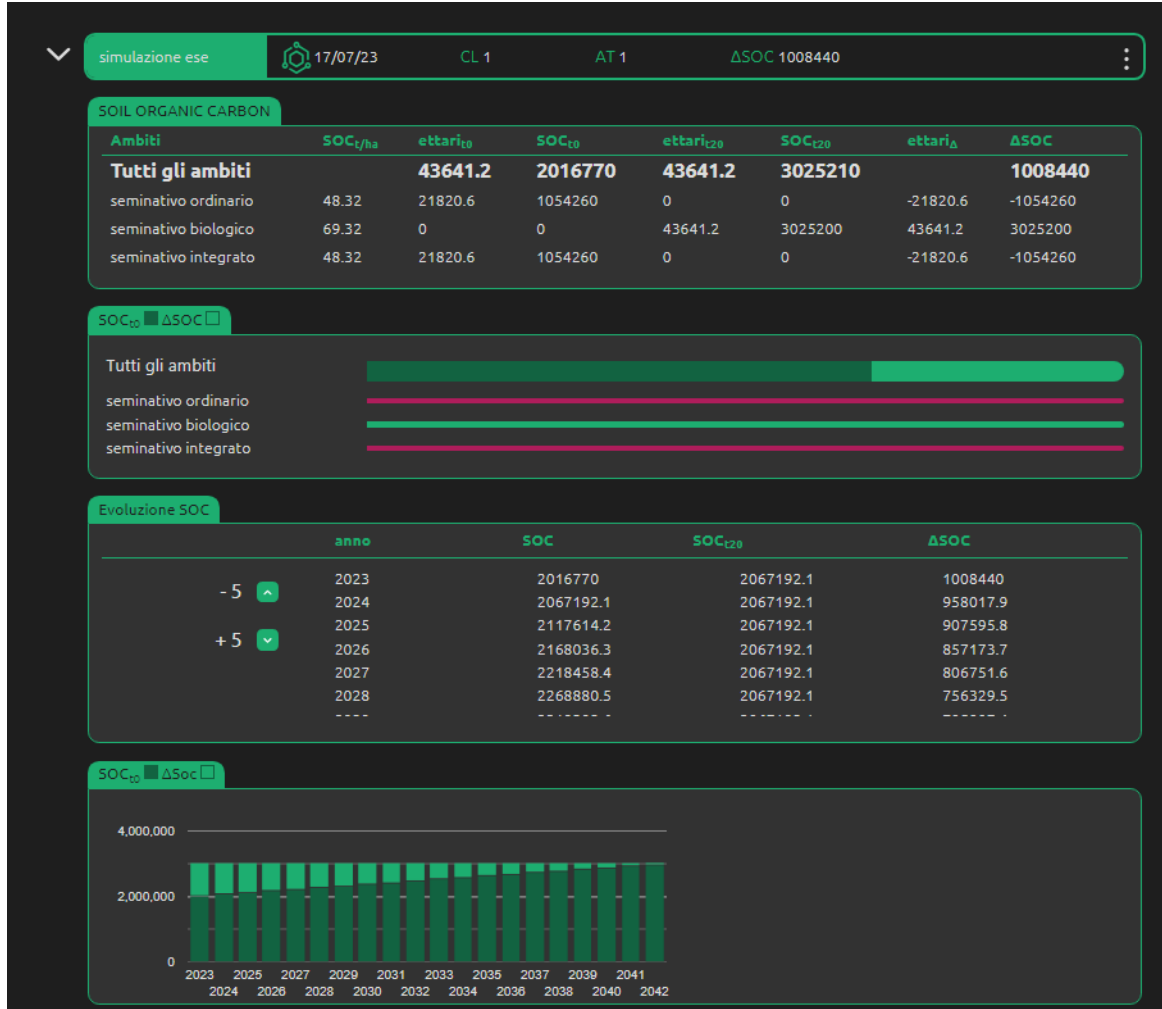 simulazione ese 17/07/23 CL 1 AT 1 ΔSOC 1008440
SOIL ORGANIC CARBON
Ambiti SOCt/ha ettarit0 SOCt0 ettarit20 SOCt20 ettariΔ ΔSOC
Tutti gli ambiti 43641.2 2016770 43641.2 3025210 1008440
seminativo ordinario 48.32 21820.6 1054260 0 0 -21820.6 -1054260
seminativo biologico 69.32 0 0 43641.2 3025200 43641.2 3025200
seminativo integrato 48.32 21820.6 1054260 0 0 -21820.6 -1054260
SOCt0 ΔSOC
Tutti gli ambiti
seminativo ordinario
seminativo biologico
seminativo integrato
Evoluzione SOC
anno SOC SOCt20 ΔSOC
2023 2016770 2067192.1 1008440
- 5
2024 2067192.1 2067192.1 958017.9
2025 2117614.2 2067192.1 907595.8
+ 5
2026 2168036.3 2067192.1 857173.7
2027 2218458.4 2067192.1 806751.6
2028 2268880.5 2067192.1 756329.5
SOCt0 ΔSoc
4,000,000
2,000,000
0
2023 2025 2027 2029 2031 2033 2035 2037 2039 2041
2024 2026 2028 2030 2032 2034 2036 2038 2040 2042